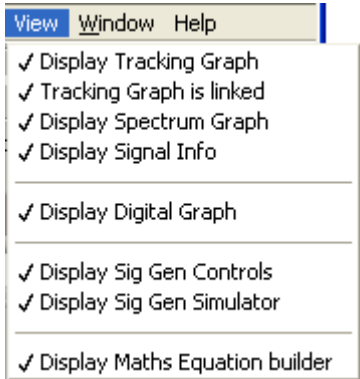 View Window Help
✓ Display Tracking Graph
✓ Tracking Graph is linked
✓ Display Spectrum Graph
✓ Display Signal Info
✓ Display Digital Graph
✓ Display Sig Gen Controls
✓ Display Sig Gen Simulator
✓ Display Maths Equation builder